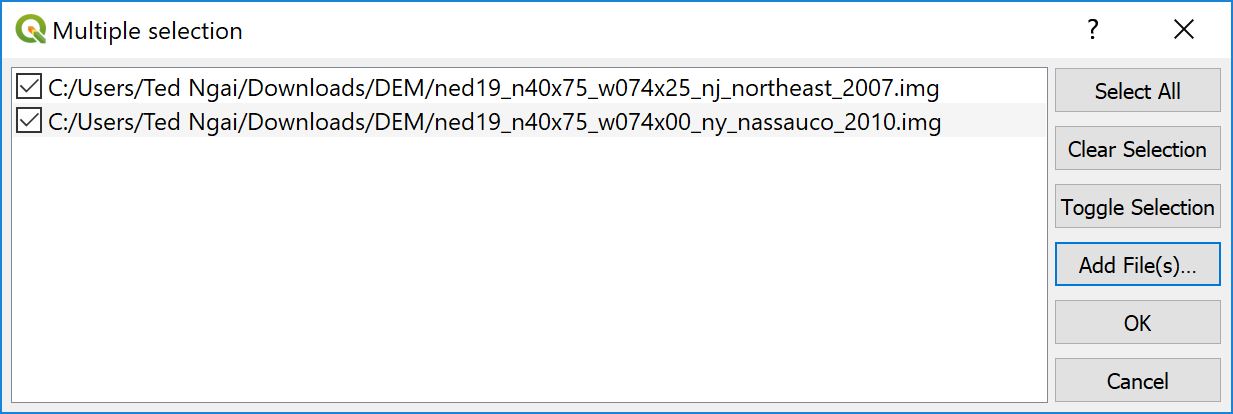 Multiple selection
?
C:/Users/Ted Ngai/Downloads/DEM/ned19_n40x75_w074x25_nj_northeast_2007.img
C:/Users/Ted Ngai/Downloads/DEM/ned19_n40x75_w074x00_ny_nassauco_2010.img
Select All
Clear Selection
Toggle Selection
Add File(s)...
OK
Cancel